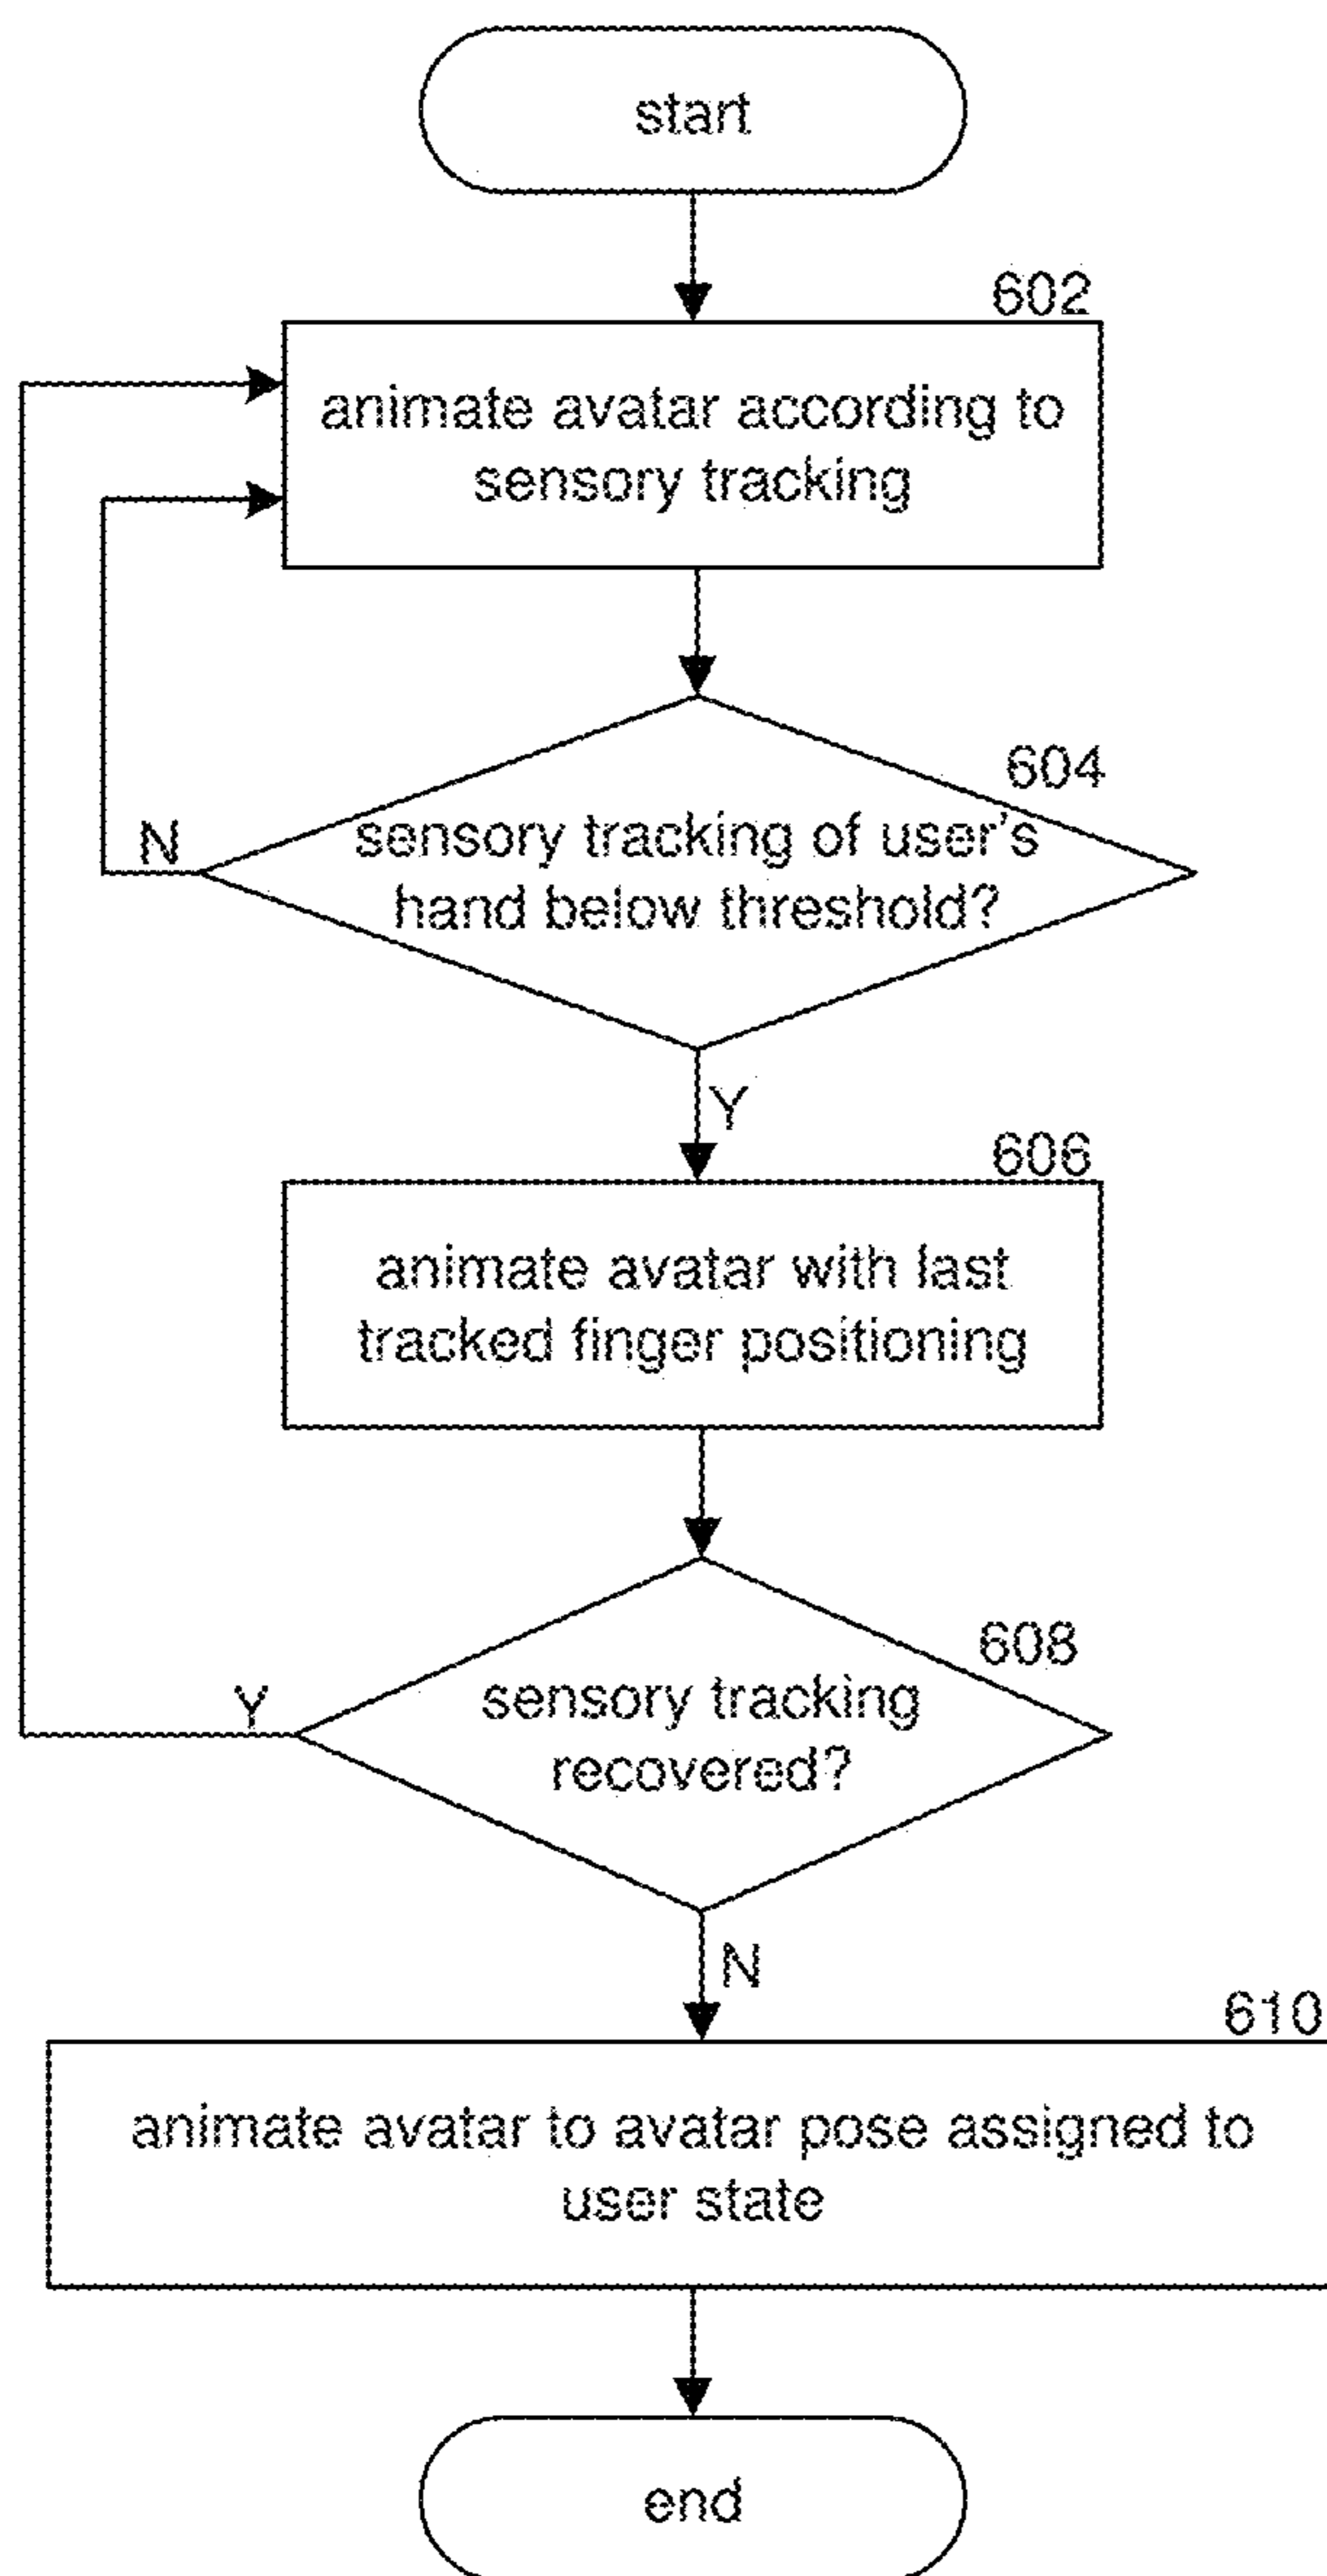 start
602
animate avatar according to
sensory tracking
604
sensory tracking of user's
hand below threshold?
N
Y
606
animate avatar with last
tracked finger positioning
608
sensory tracking
recovered?
Y
N
610
animate avatar to avatar pose assigned to
user state
end